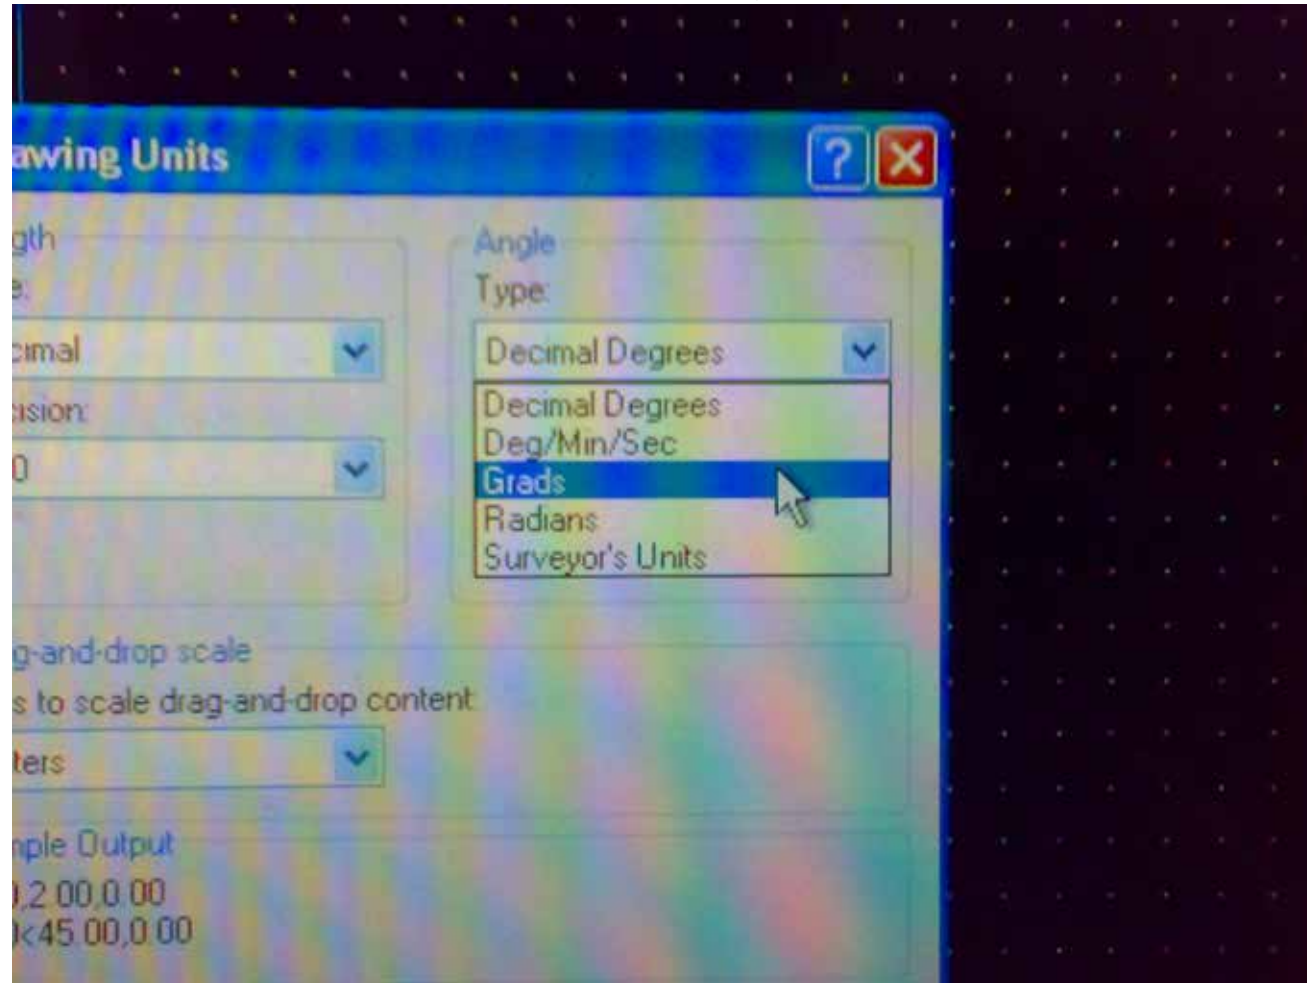 awing Units
?
gth
Angle
e:
Type:
cimal
Decimal Degrees
cision:
Decimal Degrees
Deg/Min/Sec
0
Grads
Radians
Surveyor's Units
g-and-drop scale
s to scale drag-and-drop content:
ters
mple Output
,2.00,0.00
<45.00,0.00